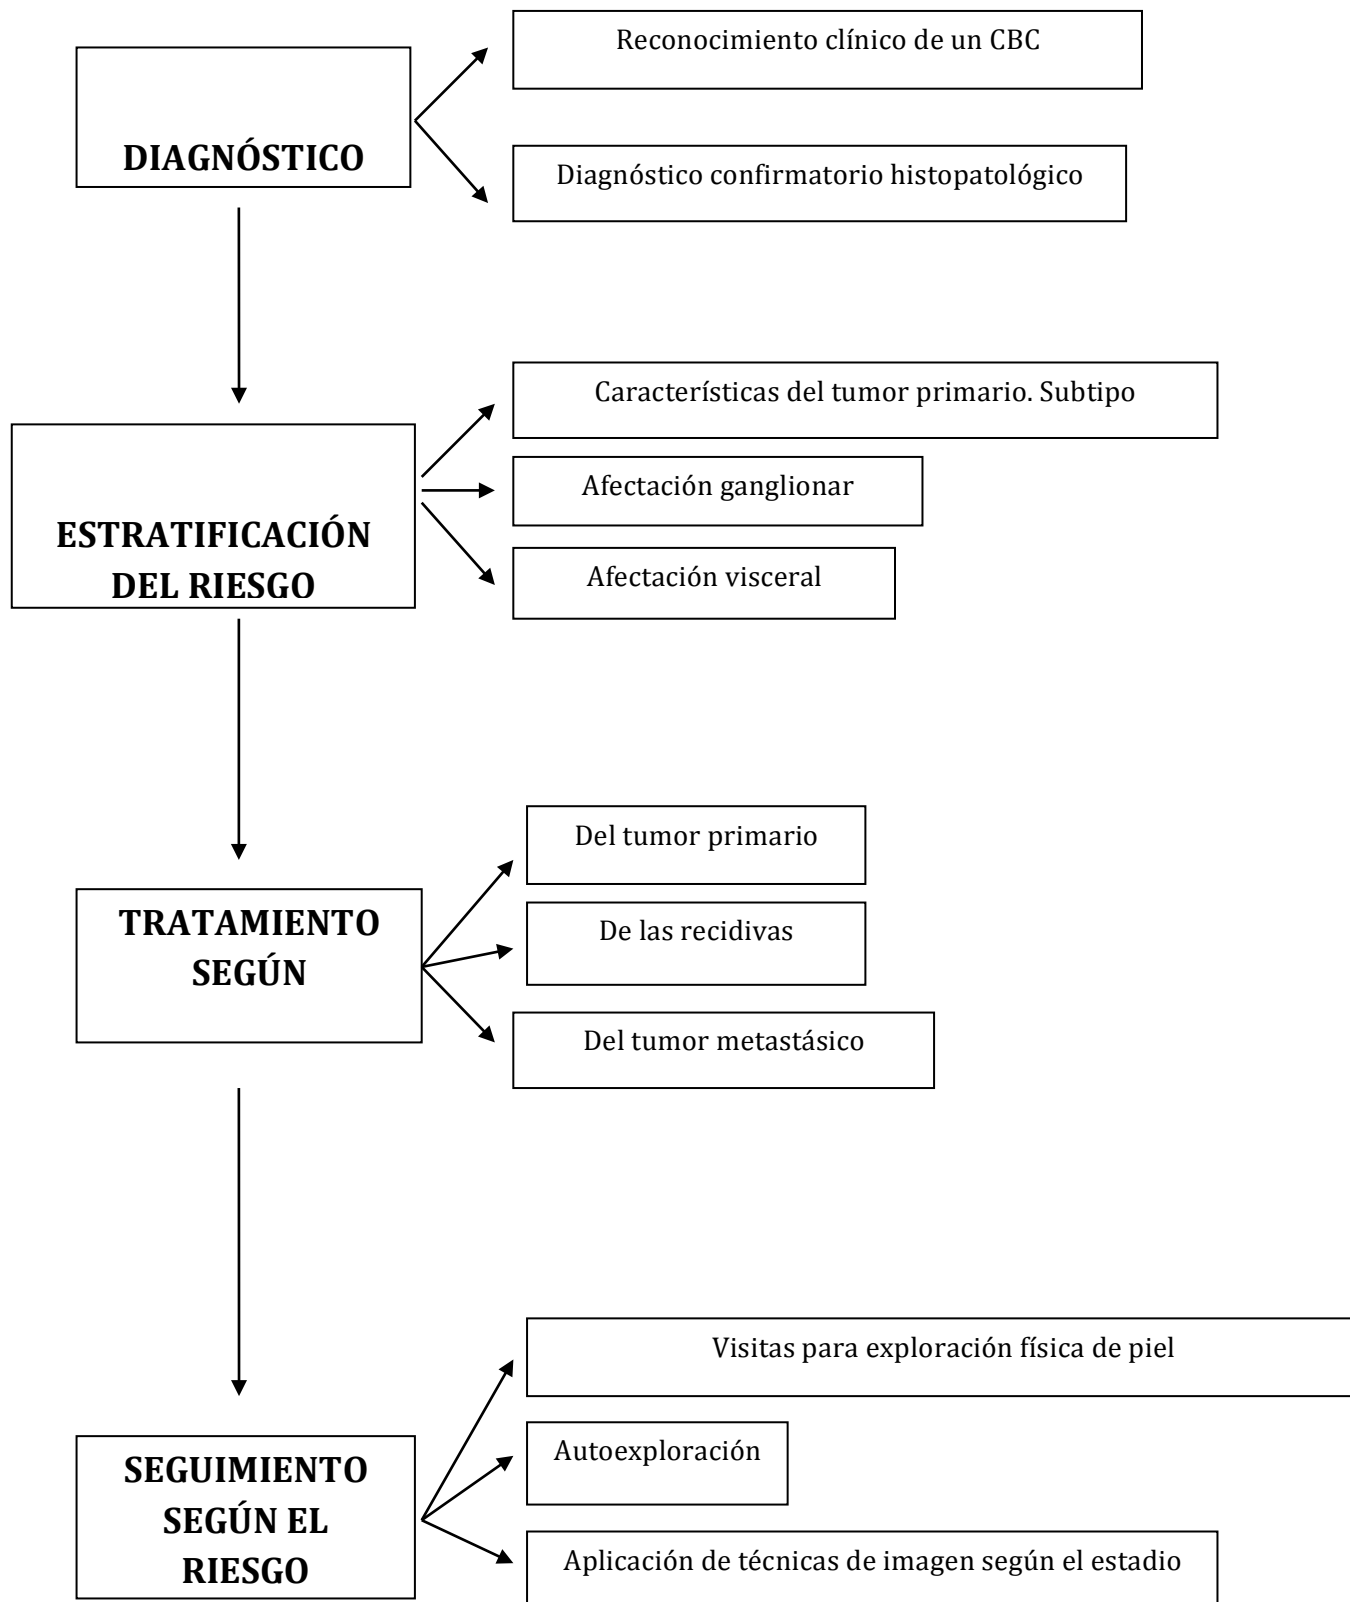 DIAGNÓSTICO
Reconocimiento clínico de un CBC
Diagnóstico confirmatorio histopatológico
ESTRATIFICACIÓN
DEL RIESGO
Características del tumor primario. Subtipo
Afectación ganglionar
Afectación visceral
TRATAMIENTO
SEGÚN
Del tumor primario
De las recidivas
Del tumor metastásico
SEGUIMIENTO
SEGÚN EL
RIESGO
Visitas para exploración física de piel
Autoexploración
Aplicación de técnicas de imagen según el estadio